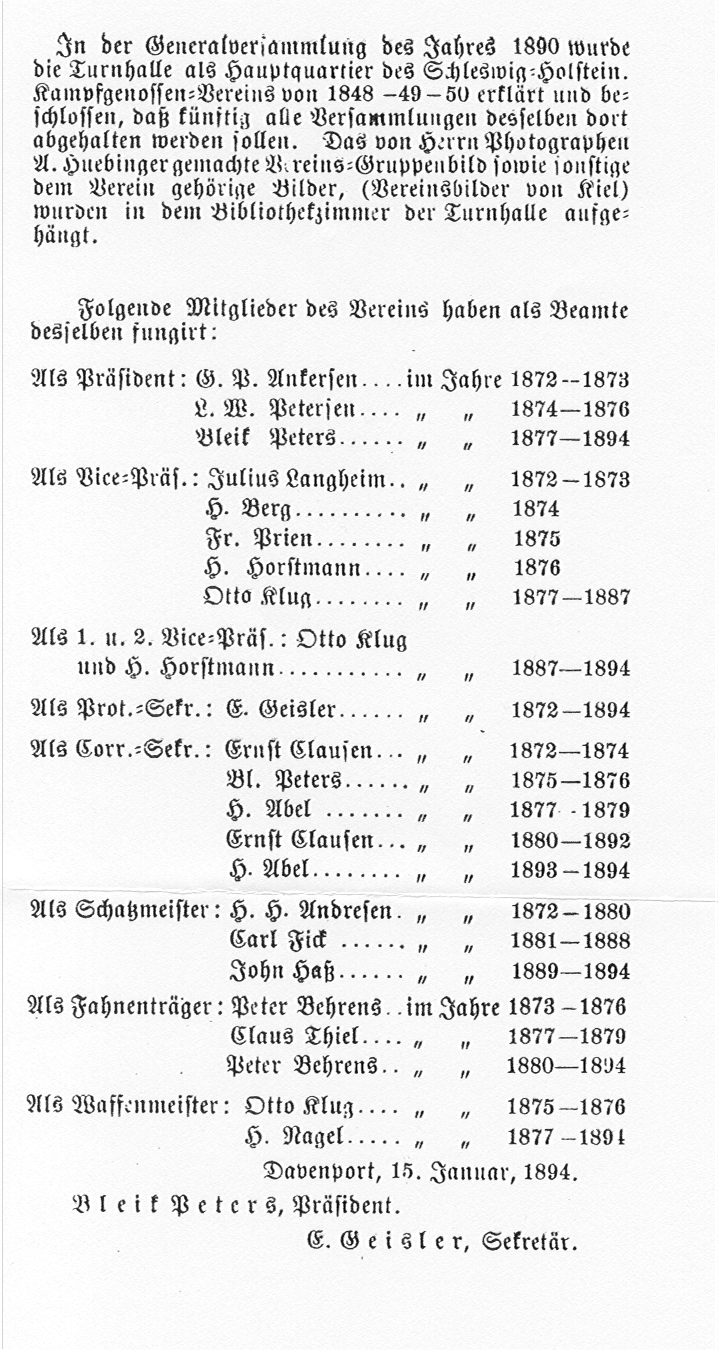 In der Generalversammlung des Jahres 1890 wurde
die Turnhalle als Hauptquartier des Schleswig-Holstein.
Kampfgenossen-Vereins von 1848 –49–50 erklärt und be-
schlossen, daß künftig alle Versammlungen desselben dort
abgehalten werden sollen. Das von Herrn Photographen
A. Huebinger gemachte Vereins-Gruppenbild sowie sonstige
dem Verein gehörige Bilder, (Vereinsbilder von Kiel)
wurden in dem Bibliothekzimmer der Turnhalle aufge-
hängt.
Folgende Mitglieder des Vereins haben als Beamte
desselben fungirt:
Als Präsident: G. P. Ankersen....im Jahre 1872--1873
L. W. Petersen.... „ „ 1874—1876
Bleik Peters...... „ „ 1877—1894
Als Vice-Präs.: Julius Langheim.. „ „ 1872–1873
H. Berg.......... „ „ 1874
Fr. Prien........ „ „ 1875
H. Horstmann.... „ „ 1876
Otto Klug........ „ „ 1877—1887
Als 1. u. 2. Vice-Präs.: Otto Klug
und H. Horstmann........... „ „ 1887—1894
Als Prot.-Sekr.: E. Geisler...... „ „ 1872–1894
Als Corr.-Sekr.: Ernst Clausen... „ „ 1872—1874
Bl. Peters...... „ „ 1875—1876
H. Abel ....... „ „ 1877 - 1879
Ernst Clausen... „ „ 1880—1892
H. Abel........ „ „ 1893–1894
Als Schatzmeister: H. H. Andresen. „ „ 1872–1880
Carl Fick ...... „ „ 1881—1888
John Haß...... „ „ 1889—1894
Als Fahnenträger: Peter Behrens..im Jahre 1873 –1876
Claus Thiel.... „ „ 1877—1879
Peter Behrens.. „ „ 1880—1894
Als Waffenmeister: Otto Klug.... „ „ 1875—1876
H. Nagel..... „ „ 1877 –1894
Davenport, 15. Januar, 1894.
Bleik Peters, Präsident.
E. Geisler, Sekretär.